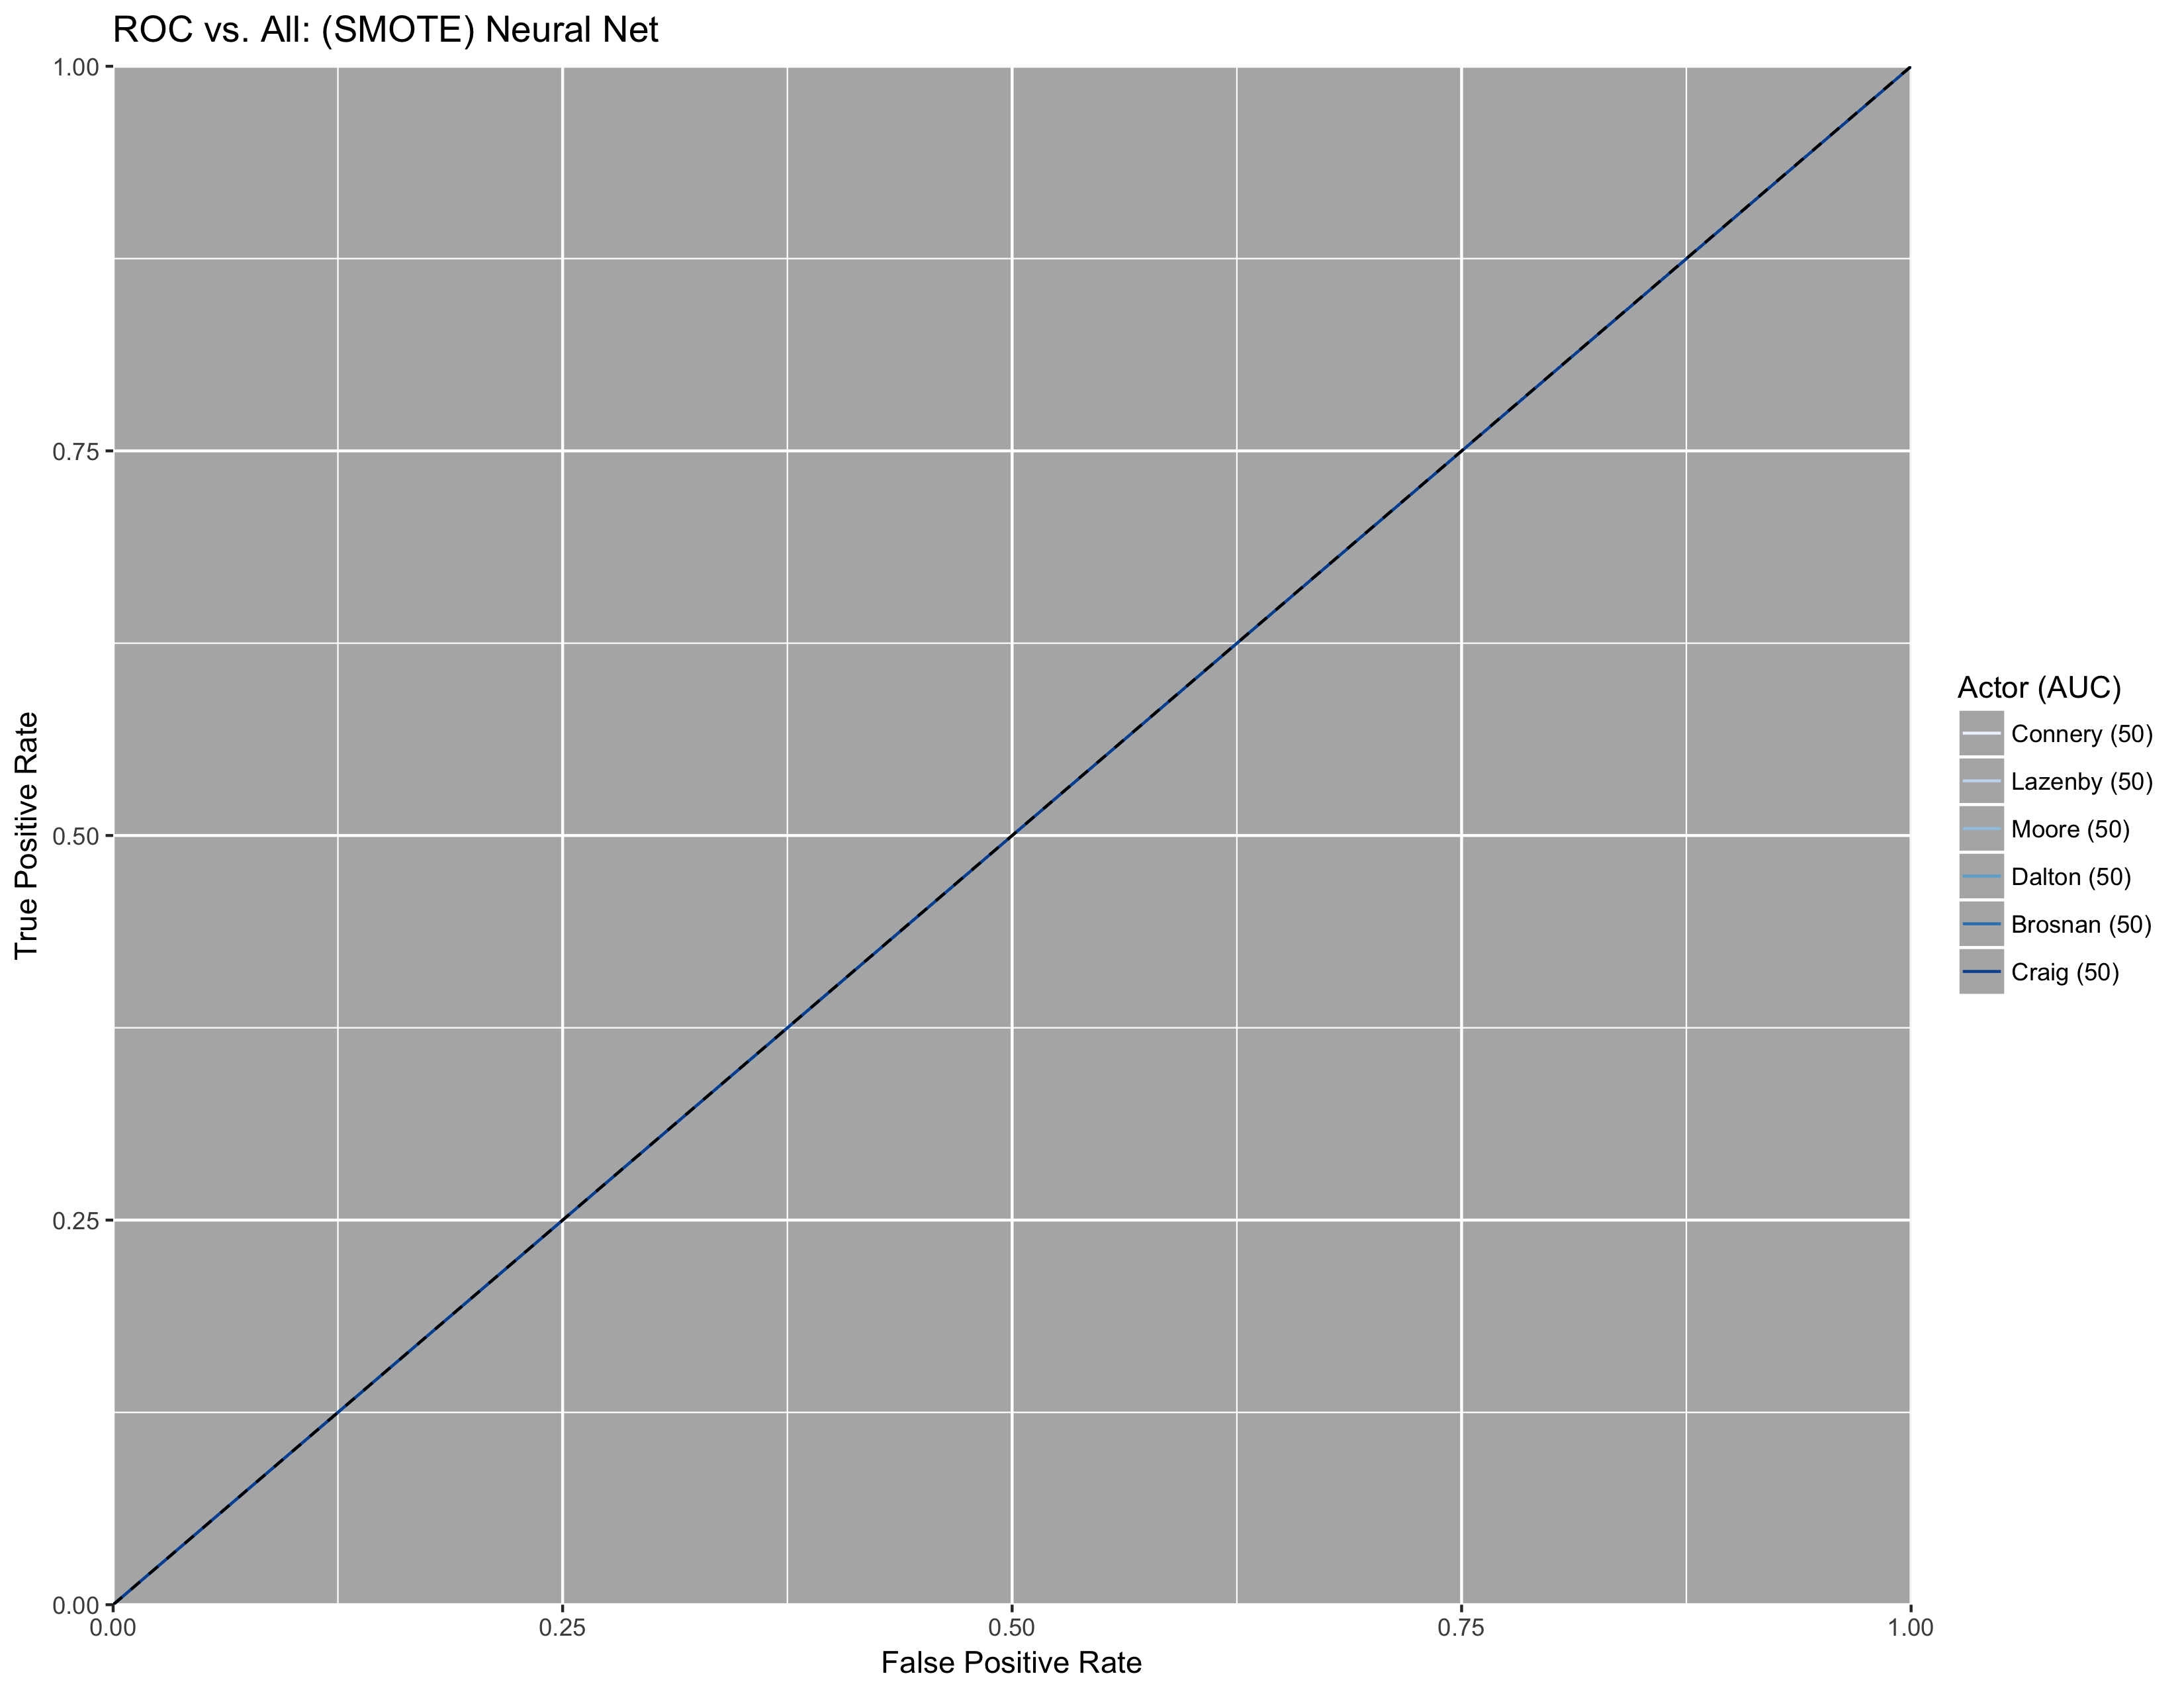 ROC vs. All: (SMOTE) Neural Net
1.00
0.75
0.50
0.25
0.00
True Positive Rate
0.00 0.25 0.50 0.75 1.00
False Positive Rate
Actor (AUC)
Connery (50)
Lazenby (50)
Moore (50)
Dalton (50)
Brosnan (50)
Craig (50)